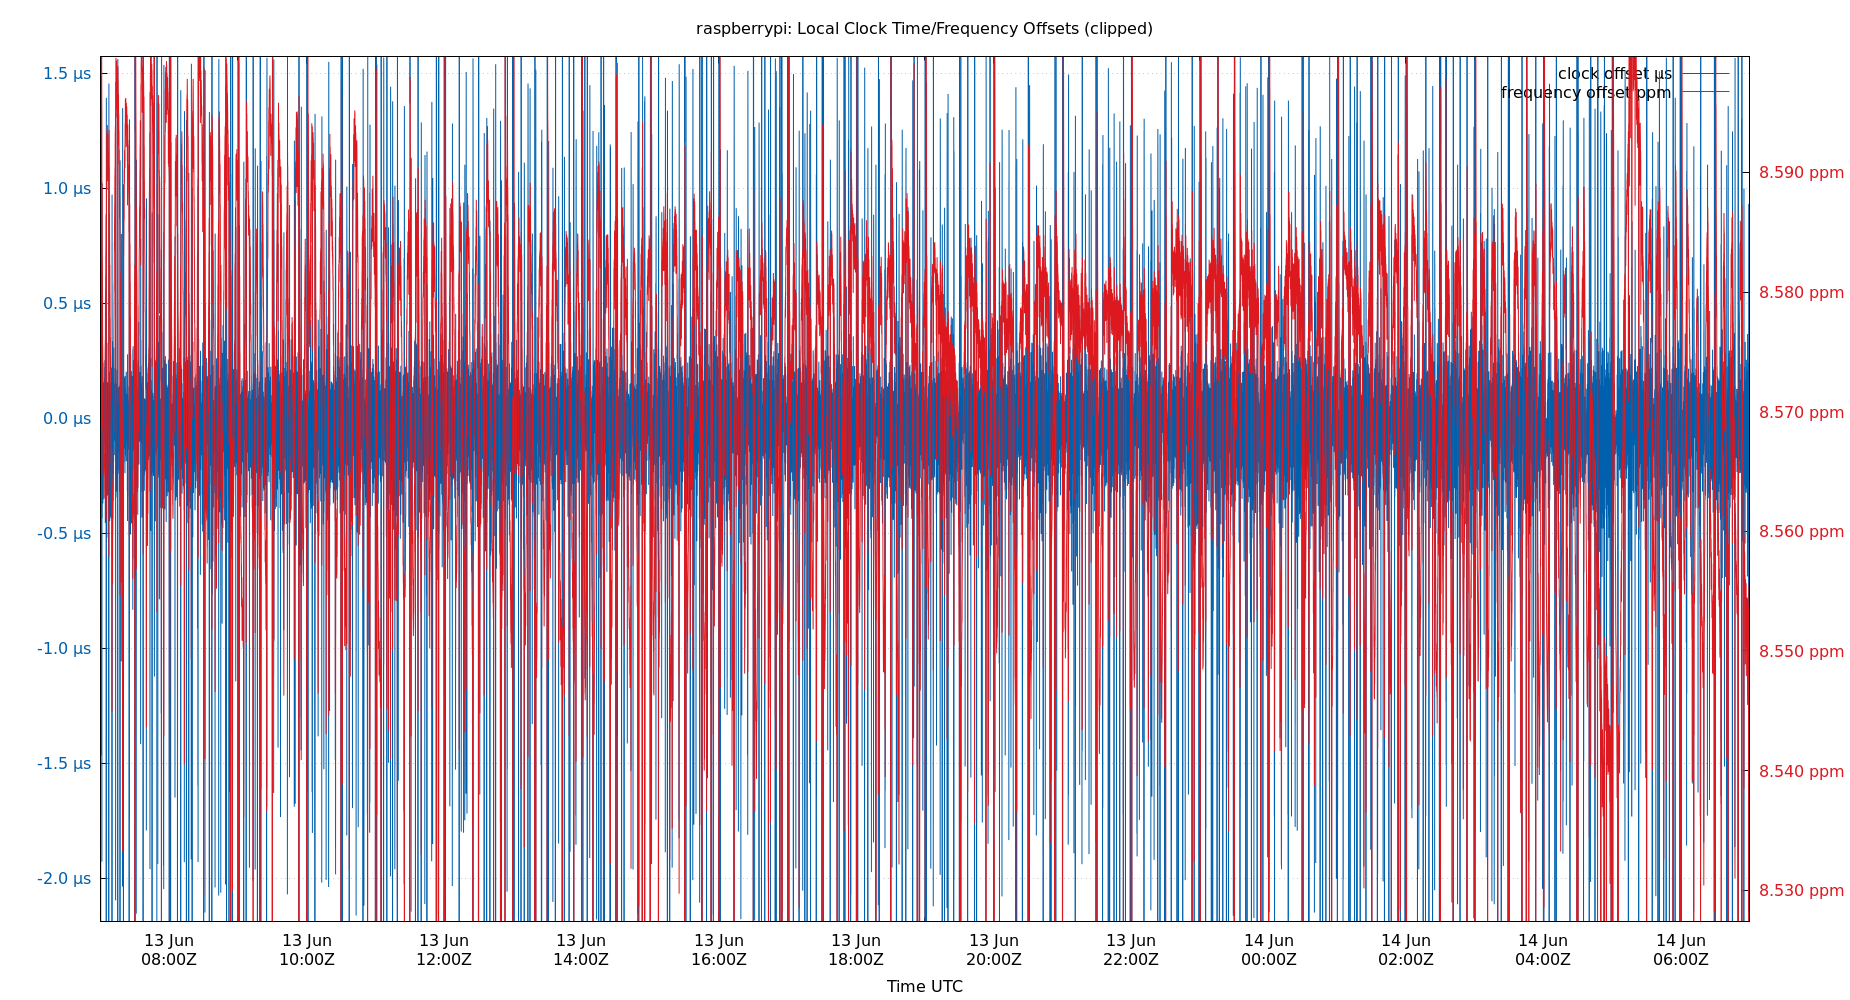 raspberrypi: Local Clock Time/Frequency Offsets (clipped)
clock offset µs
frequency offset ppm
1.5 µs
1.0 µs
0.5 µs
0.0 µs
-0.5 µs
-1.0 µs
-1.5 µs
-2.0 µs
8.590 ppm
8.580 ppm
8.570 ppm
8.560 ppm
8.550 ppm
8.540 ppm
8.530 ppm
13 Jun 13 Jun 13 Jun 13 Jun 13 Jun 13 Jun 13 Jun 13 Jun 14 Jun 14 Jun 14 Jun 14 Jun
08:00Z 10:00Z 12:00Z 14:00Z 16:00Z 18:00Z 20:00Z 22:00Z 00:00Z 02:00Z 04:00Z 06:00Z
Time UTC